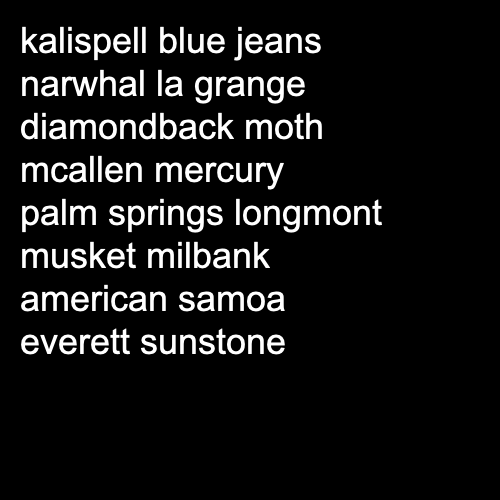 kalispell blue jeans
narwhal la grange
diamondback moth
mcallen mercury
palm springs longmont
musket milbank
american samoa
everett sunstone